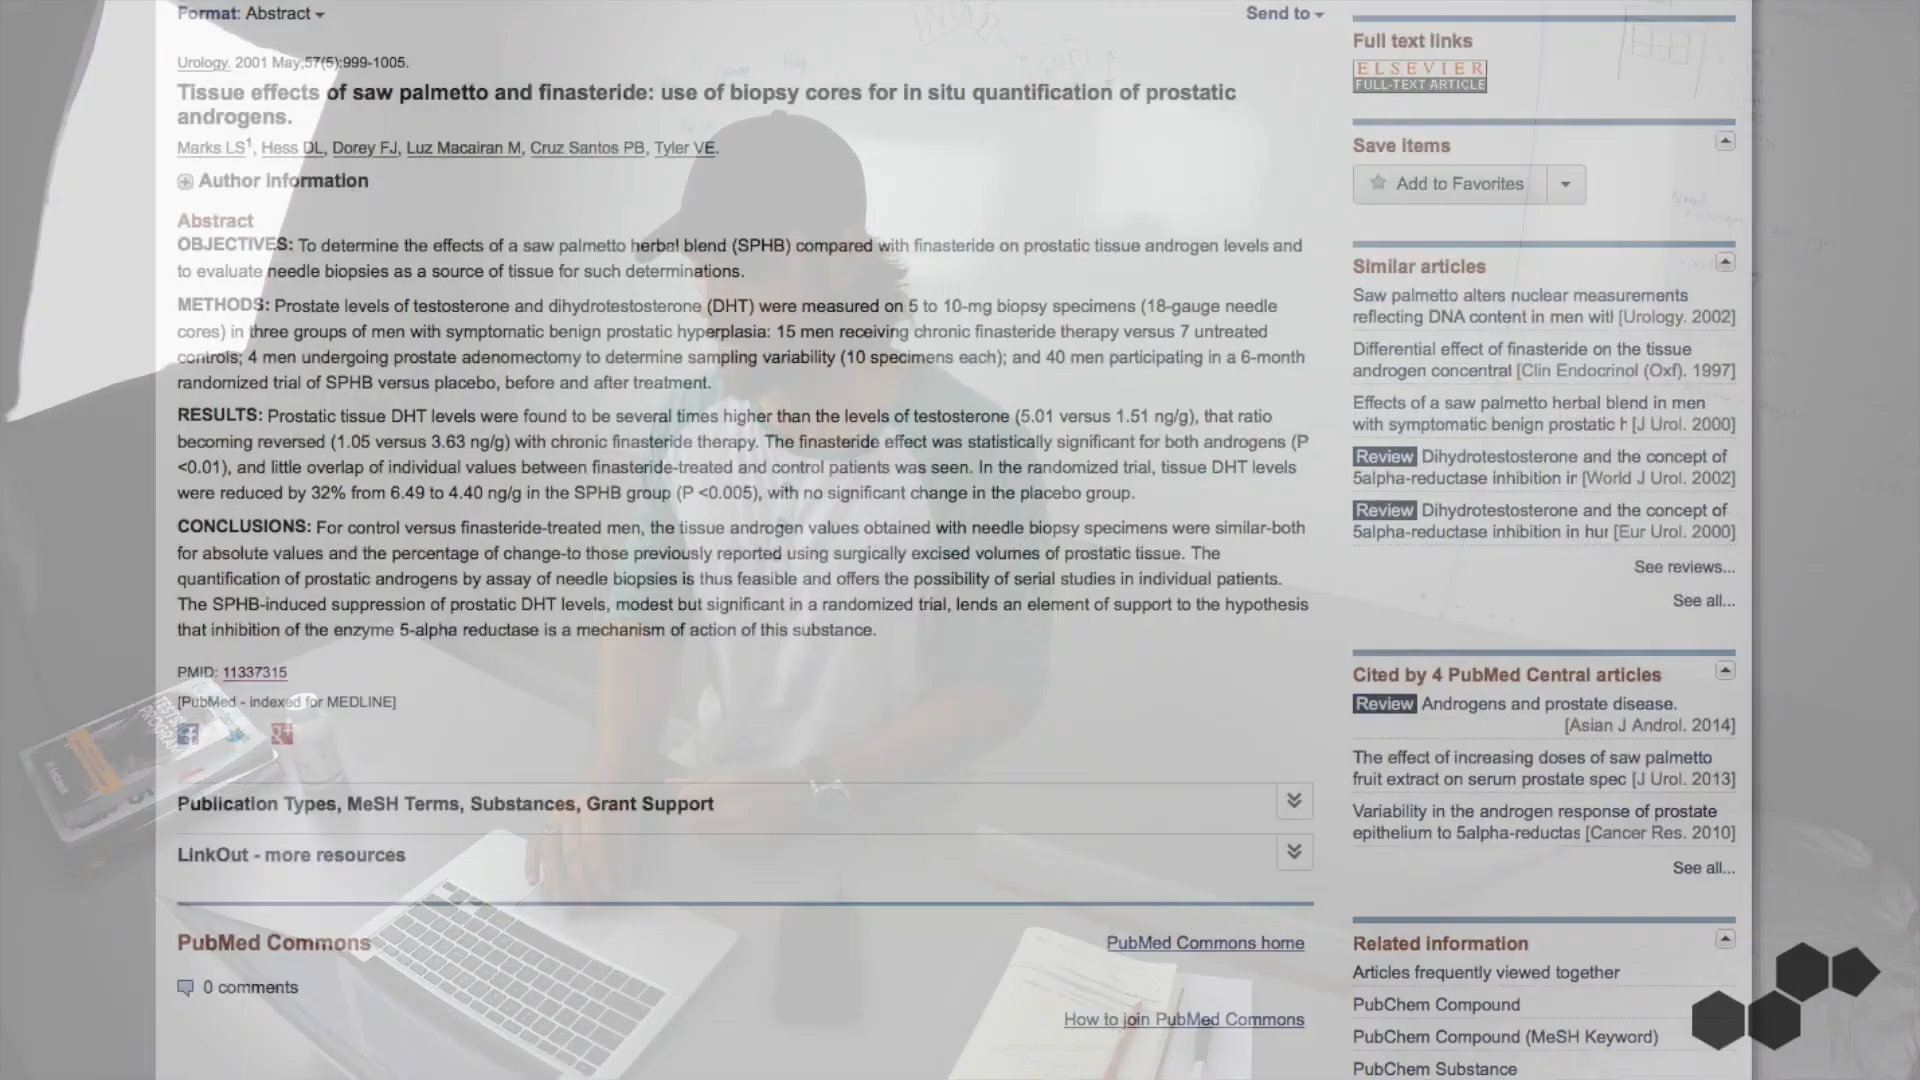 Format: Abstract
Send to
Urology. 2001 May;57(5):999-1005.
Tissue effects of saw palmetto and finasteride: use of biopsy cores for in situ quantification of prostatic
androgens.
Marks LS1, Hess DL, Dorey FJ, Luz Macairan M, Cruz Santos PB, Tyler VE.
Author information
Abstract
OBJECTIVES: To determine the effects of a saw palmetto herbal blend (SPHB) compared with finasteride on prostatic tissue androgen levels and
to evaluate needle biopsies as a source of tissue for such determinations.
METHODS: Prostate levels of testosterone and dihydrotestosterone (DHT) were measured on 5 to 10-mg biopsy specimens (18-gauge needle
cores) in three groups of men with symptomatic benign prostatic hyperplasia: 15 men receiving chronic finasteride therapy versus 7 untreated
controls; 4 men undergoing prostate adenomectomy to determine sampling variability (10 specimens each); and 40 men participating in a 6-month
randomized trial of SPHB versus placebo, before and after treatment.
RESULTS: Prostatic tissue DHT levels were found to be several times higher than the levels of testosterone (5.01 versus 1.51 ng/g), that ratio
becoming reversed (1.05 versus 3.63 ng/g) with chronic finasteride therapy. The finasteride effect was statistically significant for both androgens (P
<0.01), and little overlap of individual values between finasteride-treated and control patients was seen. In the randomized trial, tissue DHT levels
were reduced by 32% from 6.49 to 4.40 ng/g in the SPHB group (P <0.005), with no significant change in the placebo group.
CONCLUSIONS: For control versus finasteride-treated men, the tissue androgen values obtained with needle biopsy specimens were similar-both
for absolute values and the percentage of change-to those previously reported using surgically excised volumes of prostatic tissue. The
quantification of prostatic androgens by assay of needle biopsies is thus feasible and offers the possibility of serial studies in individual patients.
The SPHB-induced suppression of prostatic DHT levels, modest but significant in a randomized trial, lends an element of support to the hypothesis
that inhibition of the enzyme 5-alpha reductase is a mechanism of action of this substance.
PMID: 11337315
[PubMed - indexed for MEDLINE]
Publication Types, MeSH Terms, Substances, Grant Support
LinkOut - more resources
PubMed Commons
PubMed Commons home
0 comments
How to join PubMed Commons
Full text links
ELSEVIER
FULL-TEXT ARTICLE
Save items
Add to Favorites
Similar articles
Saw palmetto alters nuclear measurements
reflecting DNA content in men with [Urology. 2002]
Differential effect of finasteride on the tissue
androgen concentral [Clin Endocrinol (Oxf). 1997]
Effects of a saw palmetto herbal blend in men
with symptomatic benign prostatic h [J Urol. 2000]
Review Dihydrotestosterone and the concept of
5alpha-reductase inhibition ir [World J Urol. 2002]
Review Dihydrotestosterone and the concept of
5alpha-reductase inhibition in hur [Eur Urol. 2000]
See reviews...
See all...
Cited by 4 PubMed Central articles
Review Androgens and prostate disease.
[Asian J Androl. 2014]
The effect of increasing doses of saw palmetto
fruit extract on serum prostate spec [J Urol. 2013]
Variability in the androgen response of prostate
epithelium to 5alpha-reductas [Cancer Res. 2010]
See all...
Related information
Articles frequently viewed together
PubChem Compound
PubChem Compound (MeSH Keyword)
PubChem Substance